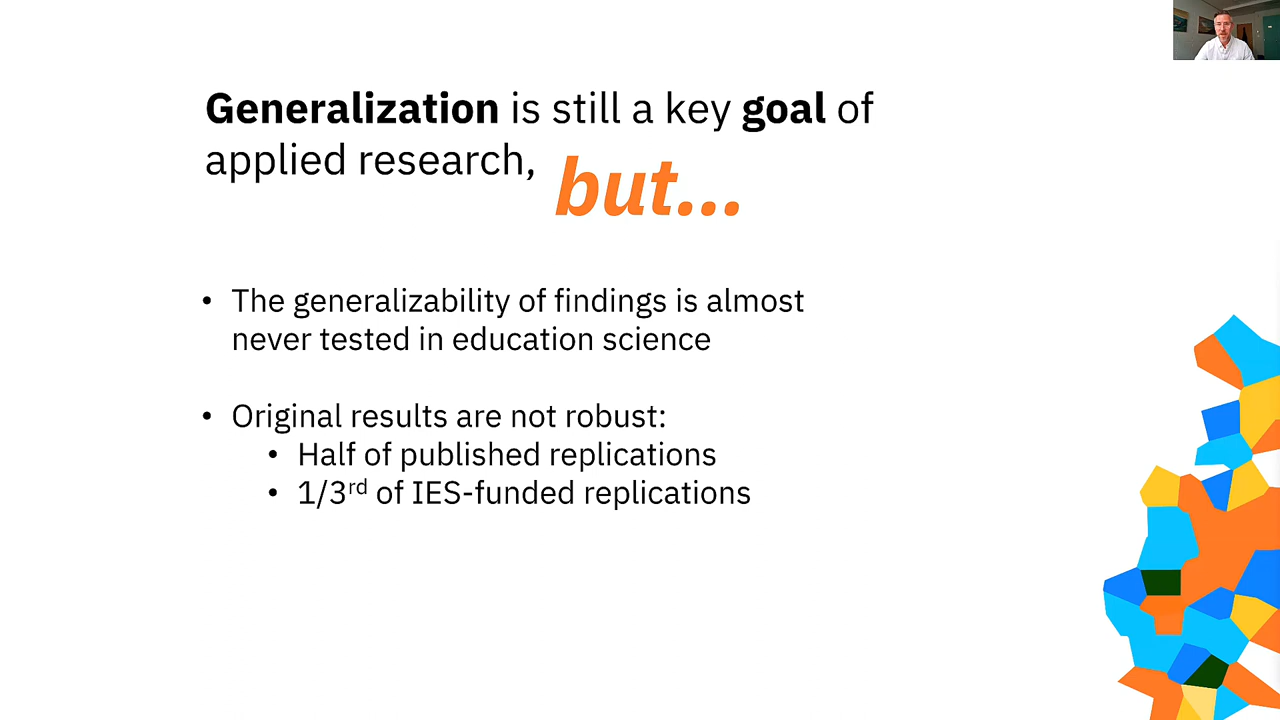 Generalization is still a key goal of
applied research, but...
• The generalizability of findings is almost
never tested in education science
• Original results are not robust:
• Half of published replications
• 1/3rd of IES-funded replications